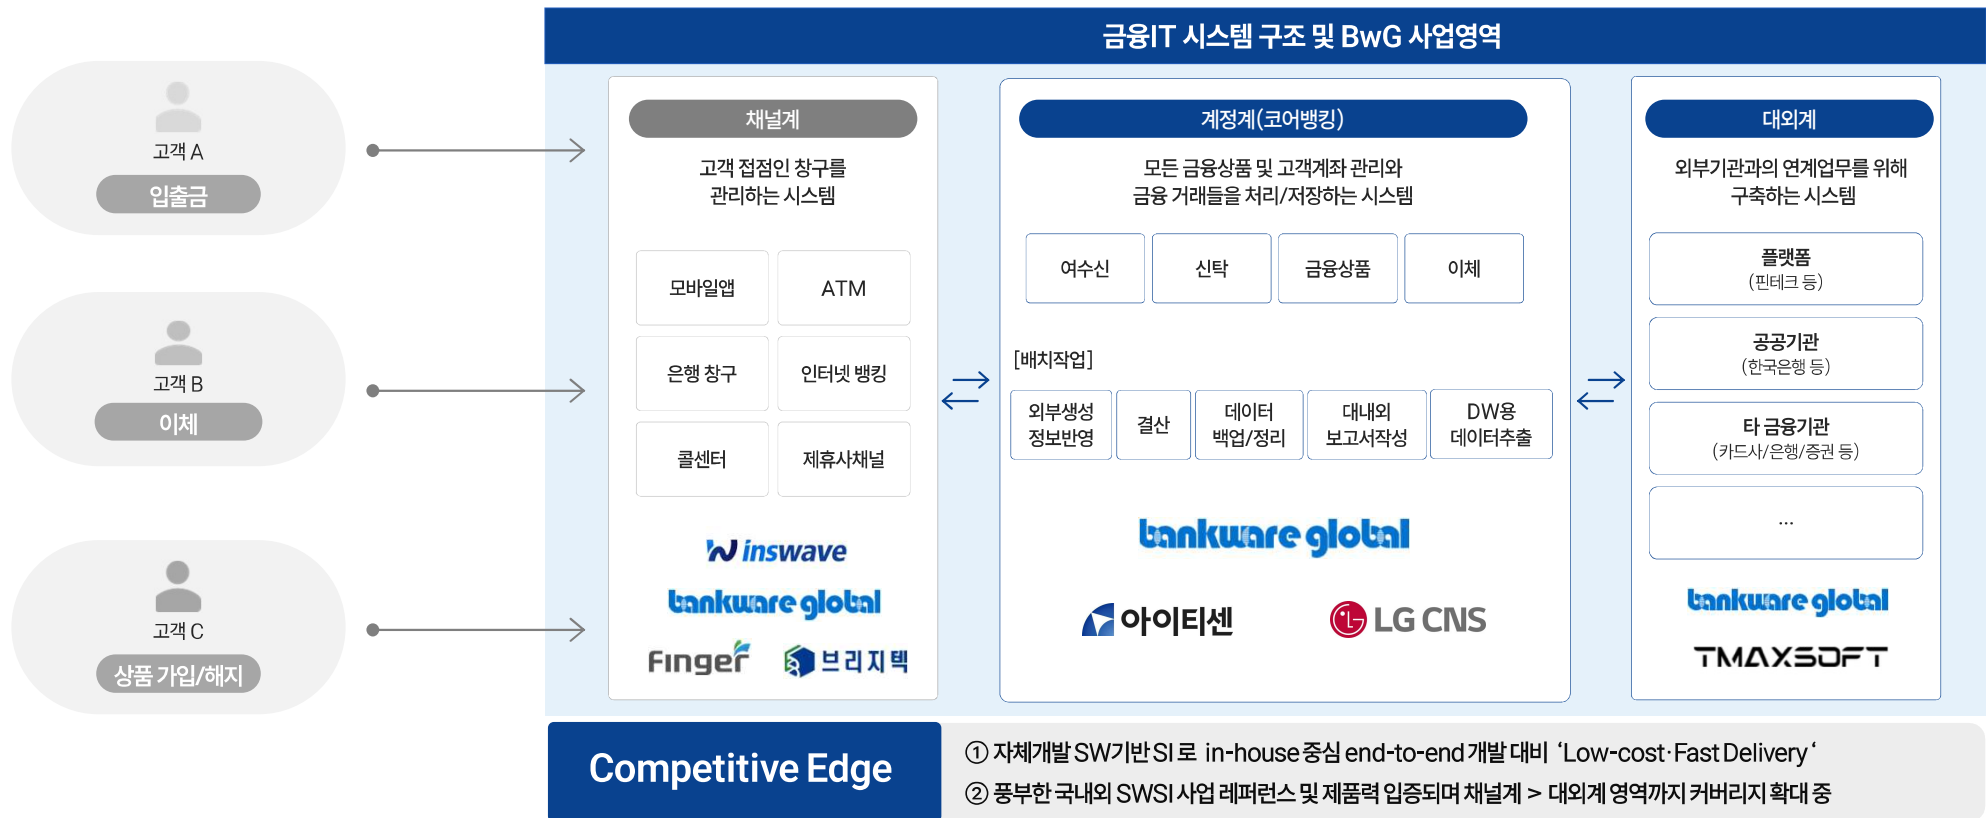 금융IT 시스템 구조 및 BwG 사업영역
고객 A
입출금
고객 B
이체
고객 C
상품 가입/해지
채널계
고객 접점인 창구를
관리하는 시스템
모바일앱
ATM
은행 창구
인터넷 뱅킹
콜센터
제휴사채널
inswave
bankware global
Finger
브리지텍
계정계(코어뱅킹)
모든 금융상품 및 고객계좌 관리와
금융 거래들을 처리/저장하는 시스템
여수신
신탁
금융상품
이체
[배치작업]
외부생성
정보반영
결산
데이터
백업/정리
대내외
보고서작성
DW용
데이터추출
bankware global
아이티센
LG CNS
대외계
외부기관과의 연계업무를 위해
구축하는 시스템
플랫폼
(핀테크 등)
공공기관
(한국은행 등)
타 금융기관
(카드사/은행/증권 등)
...
bankware global
TMAXSOFT
Competitive Edge
① 자체개발 SW기반 SI 로 in-house 중심 end-to-end 개발 대비 ‘Low-cost·Fast Delivery‘
② 풍부한 국내외 SWSI 사업 레퍼런스 및 제품력 입증되며 채널계 > 대외계 영역까지 커버리지 확대 중